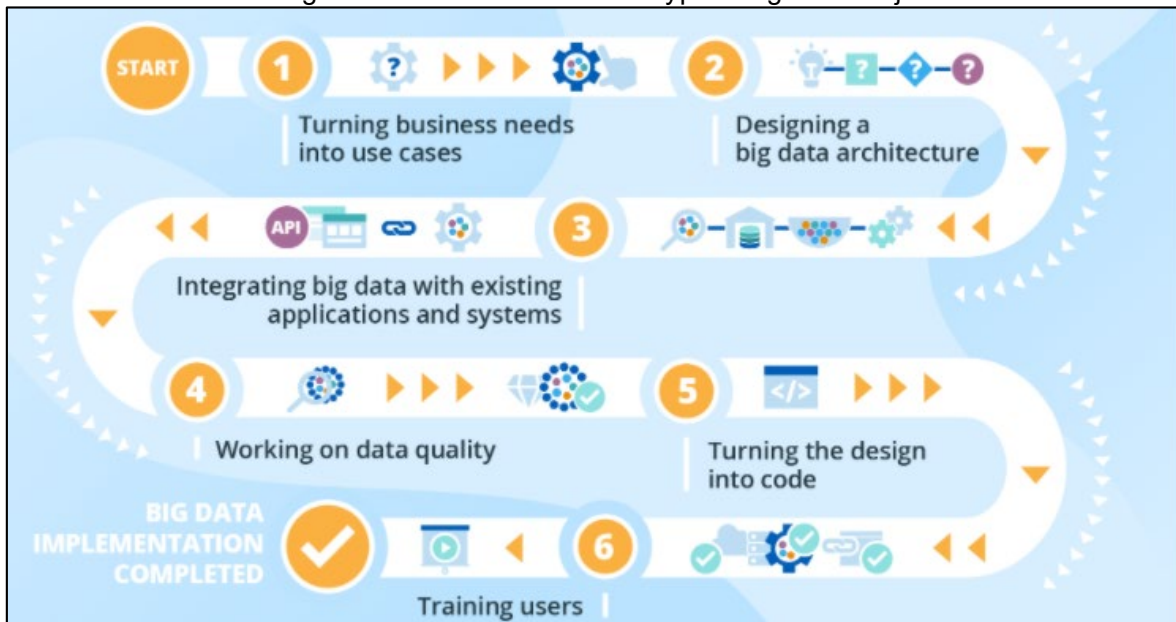 START
1
?
2
? ? ?
Turning business needs
into use cases
Designing a
big data architecture
API
3
Integrating big data with existing
applications and systems
4
5
</>
Working on data quality
Turning the design
into code
BIG DATA
IMPLEMENTATION
COMPLETED
6
Training users